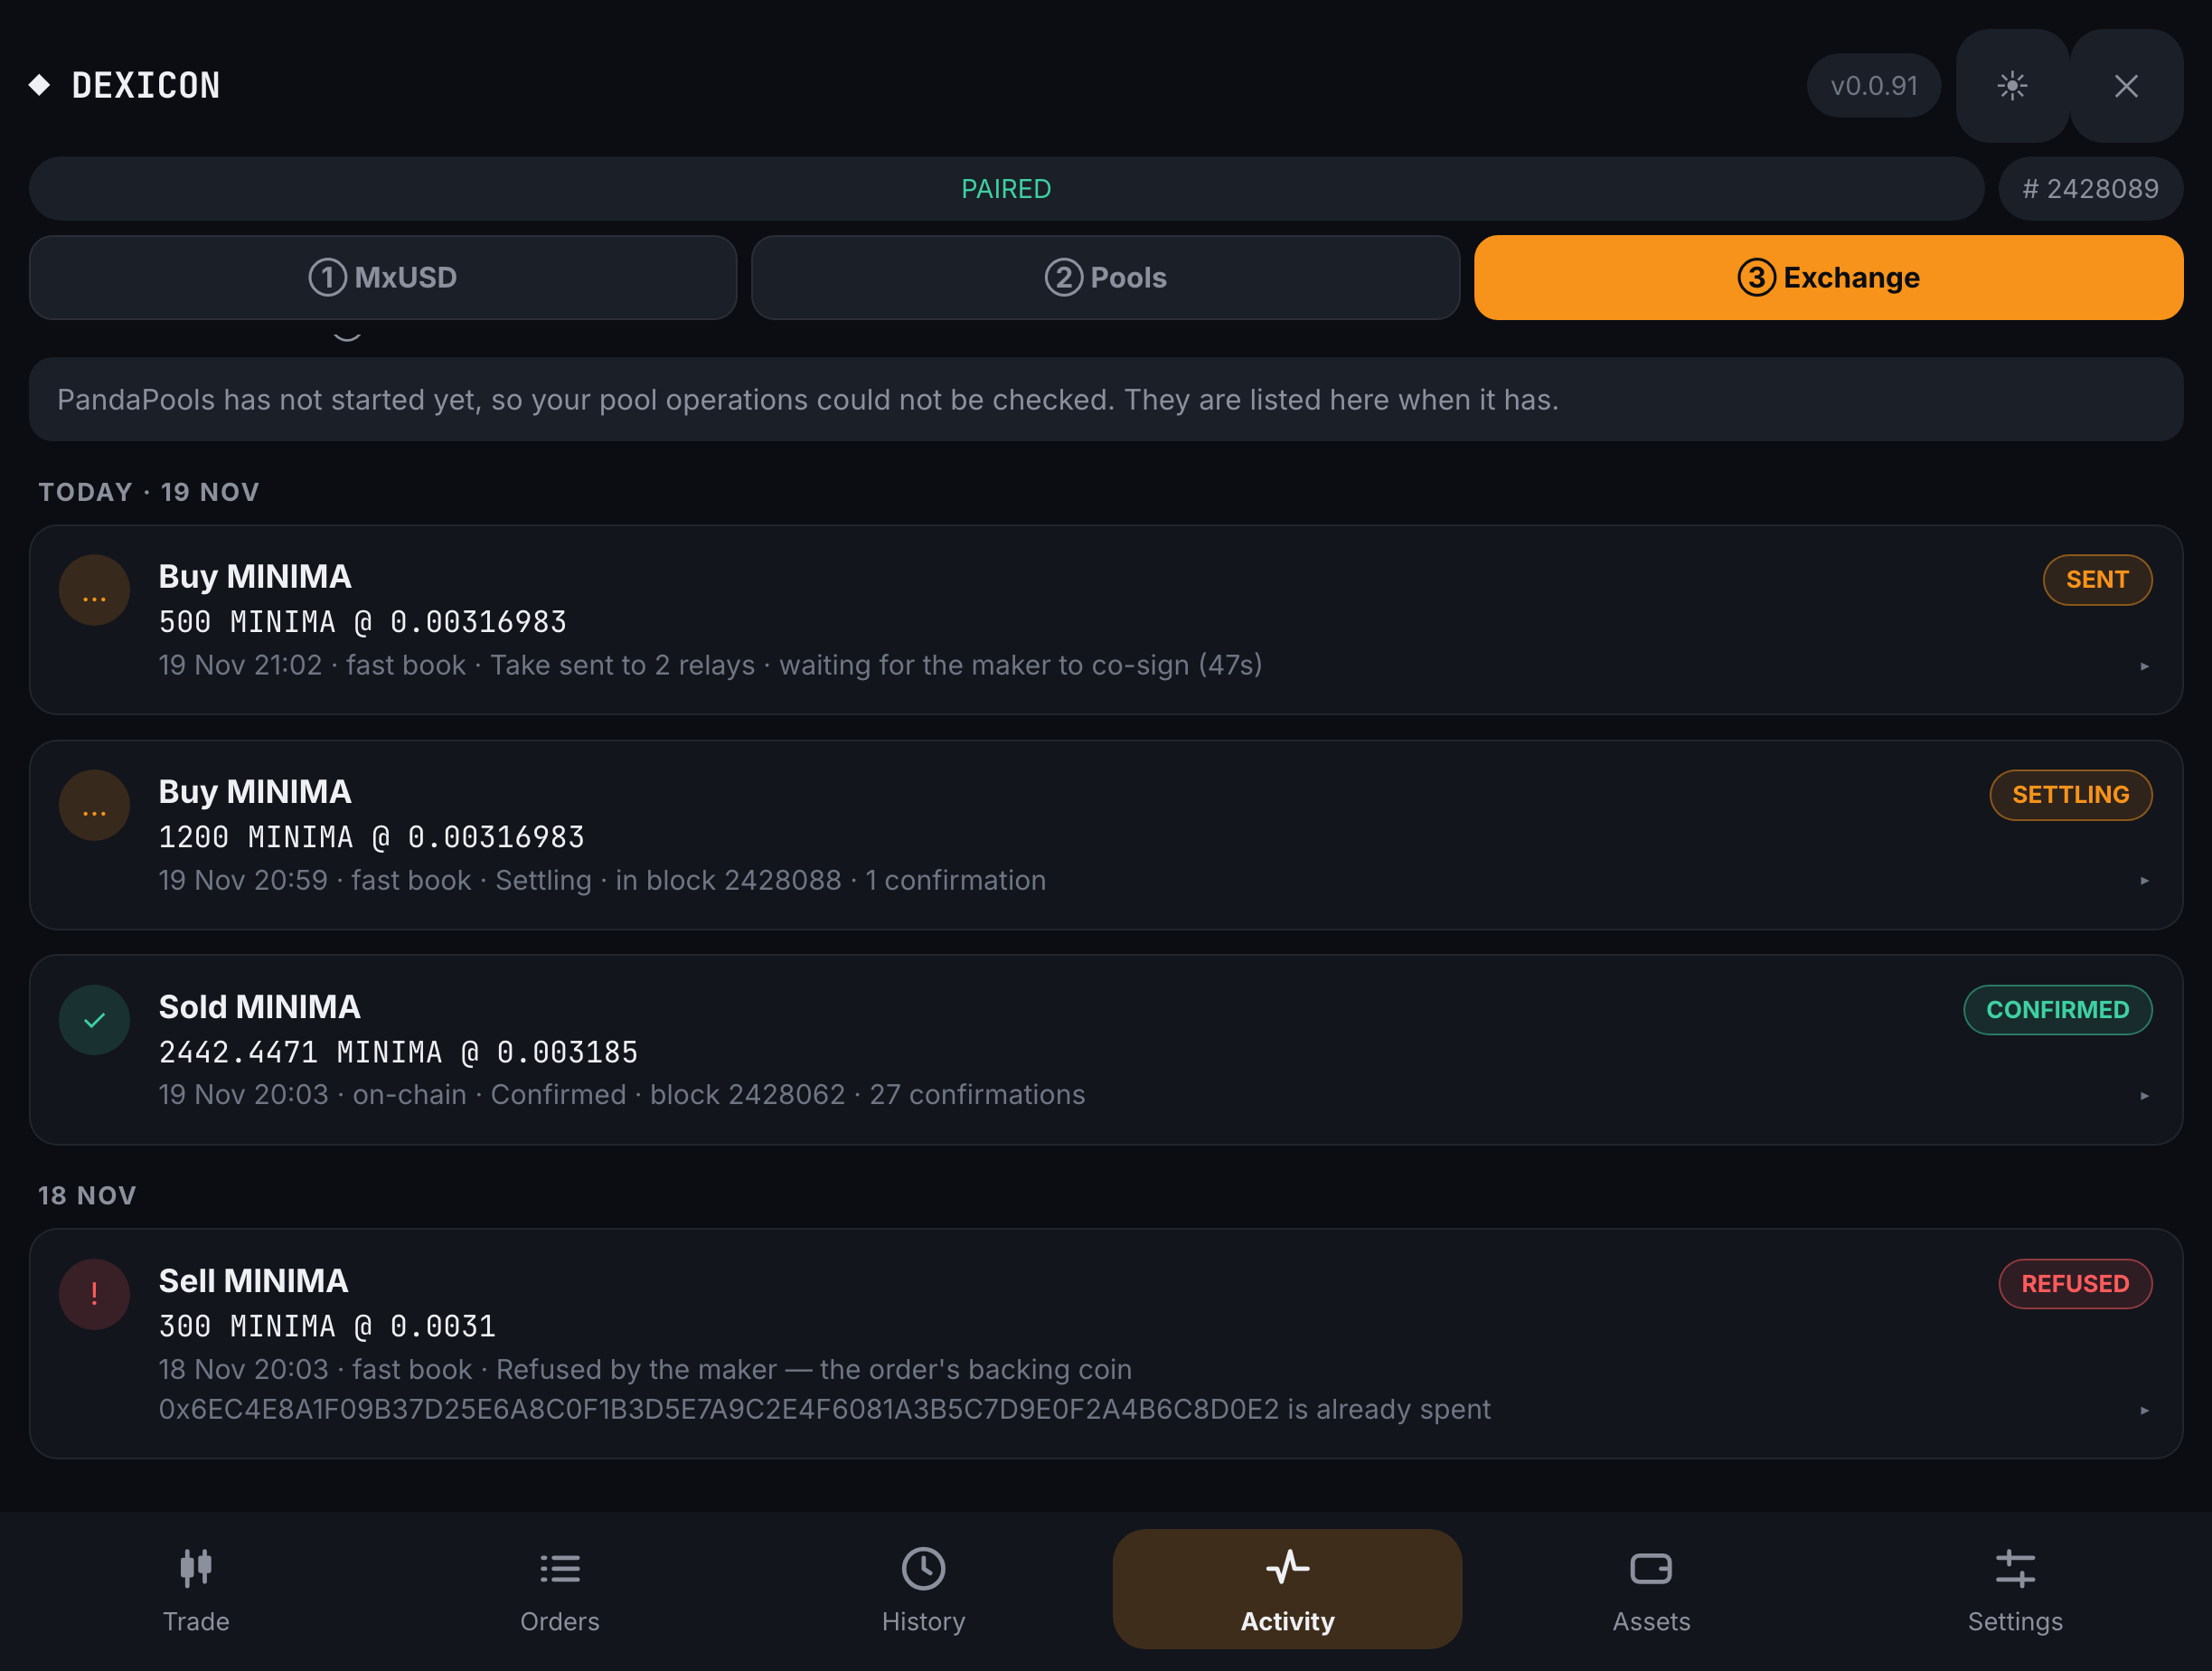 DEXICON
v0.0.91
PAIRED
# 2428089
① MxUSD
② Pools
③ Exchange
PandaPools has not started yet, so your pool operations could not be checked. They are listed here when it has.
TODAY · 19 NOV
Buy MINIMA
SENT
500 MINIMA @ 0.00316983
19 Nov 21:02 · fast book · Take sent to 2 relays · waiting for the maker to co-sign (47s)
Buy MINIMA
SETTLING
1200 MINIMA @ 0.00316983
19 Nov 20:59 · fast book · Settling · in block 2428088 · 1 confirmation
Sold MINIMA
CONFIRMED
2442.4471 MINIMA @ 0.003185
19 Nov 20:03 · on-chain · Confirmed · block 2428062 · 27 confirmations
18 NOV
Sell MINIMA
REFUSED
300 MINIMA @ 0.0031
18 Nov 20:03 · fast book · Refused by the maker — the order's backing coin
0x6EC4E8A1F09B37D25E6A8C0F1B3D5E7A9C2E4F6081A3B5C7D9E0F2A4B6C8D0E2 is already spent
Trade
Orders
History
Activity
Assets
Settings